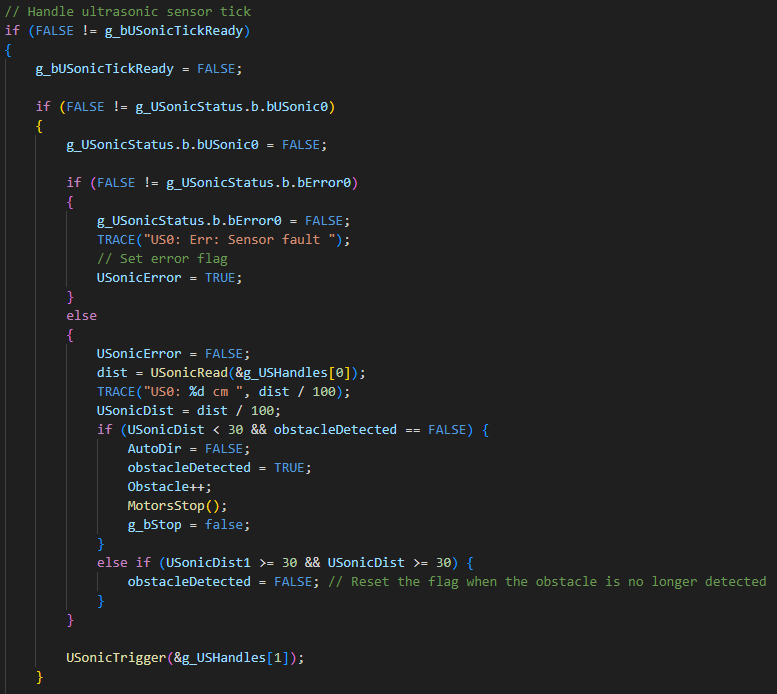 // Handle ultrasonic sensor tick
if (FALSE != g_bUSonicTickReady)
{
    g_bUSonicTickReady = FALSE;

    if (FALSE != g_USonicStatus.b.bUSonic0)
    {
        g_USonicStatus.b.bUSonic0 = FALSE;

        if (FALSE != g_USonicStatus.b.bError0)
        {
            g_USonicStatus.b.bError0 = FALSE;
            TRACE("US0: Err: Sensor fault ");
            // Set error flag
            USonicError = TRUE;
        }
        else
        {
            USonicError = FALSE;
            dist = USonicRead(&g_USHandles[0]);
            TRACE("US0: %d cm ", dist / 100);
            USonicDist = dist / 100;
            if (USonicDist < 30 && obstacleDetected == FALSE) {
                AutoDir = FALSE;
                obstacleDetected = TRUE;
                Obstacle++;
                MotorsStop();
                g_bStop = false;
            }
            else if (USonicDist1 >= 30 && USonicDist >= 30) {
                obstacleDetected = FALSE; // Reset the flag when the obstacle is no longer detected
            }
        }

        USonicTrigger(&g_USHandles[1]);
    }